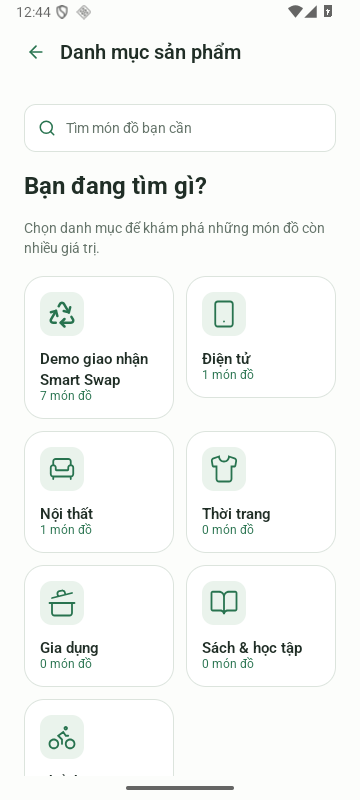 12:44
Danh mục sản phẩm
Tìm món đồ bạn cần
Bạn đang tìm gì?
Chọn danh mục để khám phá những món đồ còn
nhiều giá trị.
Demo giao nhận
Smart Swap
7 món đồ
Điện tử
1 món đồ
Nội thất
1 món đồ
Thời trang
0 món đồ
Gia dụng
0 món đồ
Sách & học tập
0 món đồ